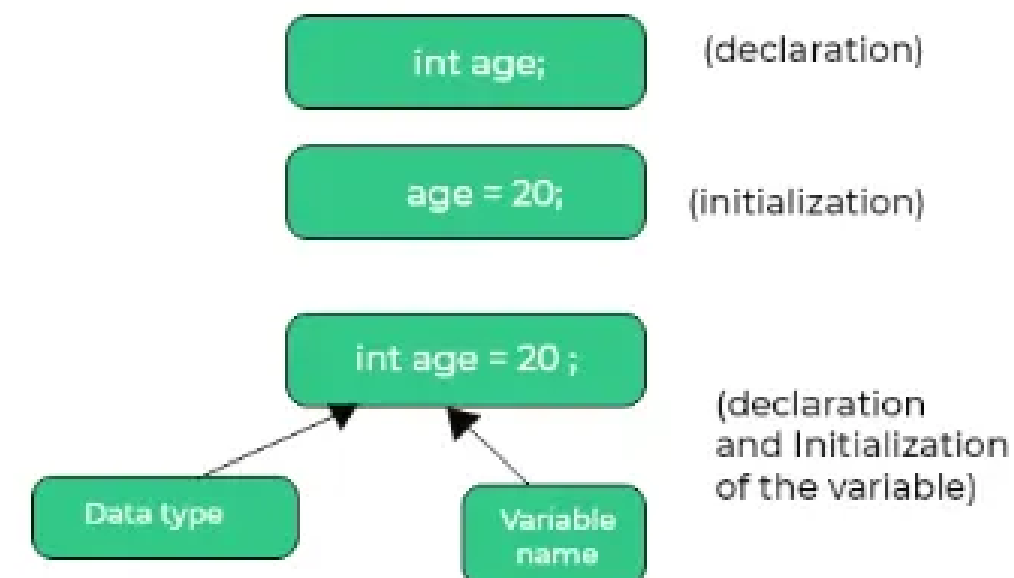 int age;
(declaration)
age = 20;
(initialization)
int age = 20 ;
(declaration
and Initialization
of the variable)
Data type
Variable
name